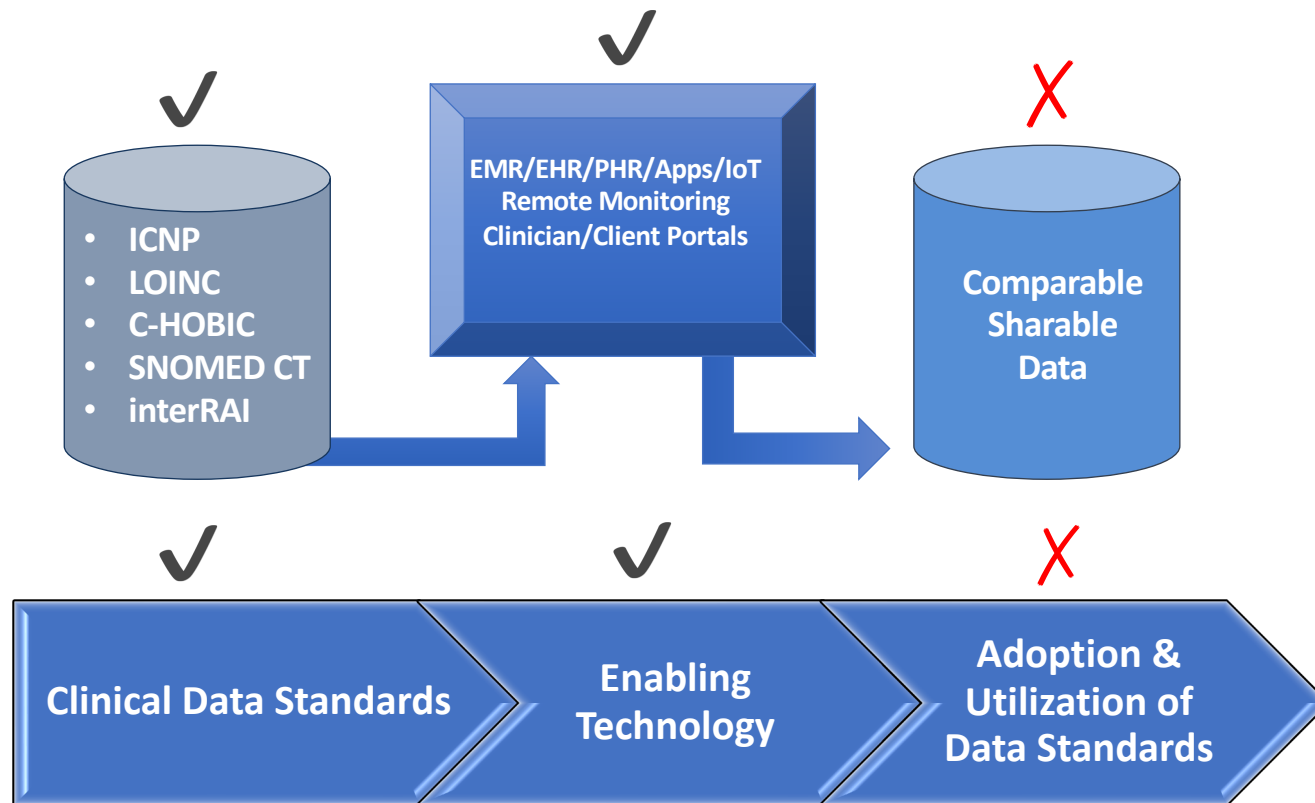 • ICNP
• LOINC
• C-HOBIC
• SNOMED CT
• interRAI
EMR/EHR/PHR/Apps/IoT
Remote Monitoring
Clinician/Client Portals
Comparable
Sharable
Data
Clinical Data Standards
Enabling
Technology
Adoption &
Utilization of
Data Standards